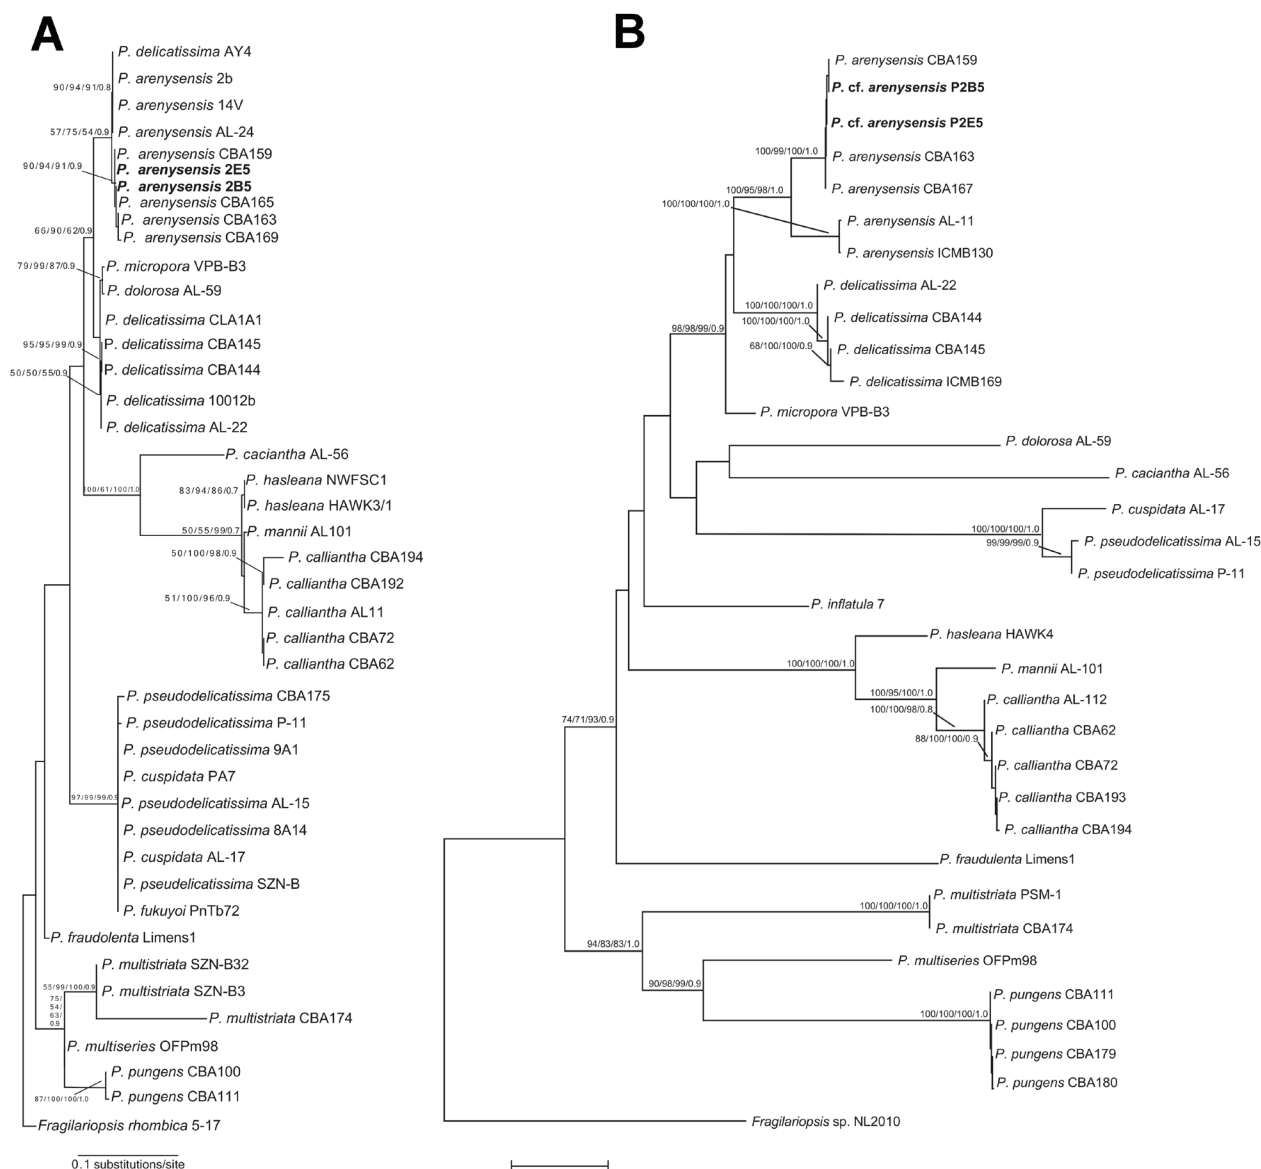 A
P. delicatissima AY4
P. arenysensis 2b
90/94/91/0.8
P. arenysensis 14V
P. arenysensis AL-24
57/75/54/0.9
P. arenysensis CBA159
90/94/91/0.9
P. arenysensis 2E5
P. arenysensis 2B5
P. arenysensis CBA165
P. arenysensis CBA163
66/90/62/0.9
P. arenysensis CBA169
79/99/87/0.9
P. micropora VPB-B3
P. dolorosa AL-59
P. delicatissima CLA1A1
95/95/99/0.9
P. delicatissima CBA145
50/50/55/0.9
P. delicatissima CBA144
P. delicatissima 10012b
P. delicatissima AL-22
P. caciantha AL-56
P. hasleana NWFSC1
100/61/100/1.0
83/94/86/0.7
P. hasleana HAWK3/1
50/55/99/0.7
P. mannii AL101
50/100/98/0.9
P. calliantha CBA194
P. calliantha CBA192
51/100/96/0.9
P. calliantha AL11
P. calliantha CBA72
P. calliantha CBA62
P. pseudodelicatissima CBA175
P. pseudodelicatissima P-11
P. pseudodelicatissima 9A1
P. cuspidata PA7
97/99/99/0.9
P. pseudodelicatissima AL-15
P. pseudodelicatissima 8A14
P. cuspidata AL-17
P. pseudelicatissima SZN-B
P. fukuyoi PnTb72
P. fraudolenta Limens1
P. multistriata SZN-B32
55/99/100/0.9
P. multistriata SZN-B3
75/
54/
63/
0.9
P. multistriata CBA174
P. multiseries OFPm98
P. pungens CBA100
87/100/100/1.0
P. pungens CBA111
Fragilariopsis rhombica 5-17
0.1 substitutions/site
B
P. arenysensis CBA159
P. cf. arenysensis P2B5
P. cf. arenysensis P2E5
100/99/100/1.0
P. arenysensis CBA163
P. arenysensis CBA167
100/95/98/1.0
100/100/100/1.0
P. arenysensis AL-11
P. arenysensis ICMB130
P. delicatissima AL-22
100/100/100/1.0
100/100/100/1.0
P. delicatissima CBA144
68/100/100/0.9
P. delicatissima CBA145
98/98/99/0.9
P. delicatissima ICMB169
P. micropora VPB-B3
P. dolorosa AL-59
P. caciantha AL-56
P. cuspidata AL-17
100/100/100/1.0
99/99/99/0.9
P. pseudodelicatissima AL-15
P. pseudodelicatissima P-11
P. inflatula 7
P. hasleana HAWK4
100/100/100/1.0
P. mannii AL-101
100/95/100/1.0
P. calliantha AL-112
100/100/98/0.8
P. calliantha CBA62
88/100/100/0.9
74/71/93/0.9
P. calliantha CBA72
P. calliantha CBA193
P. calliantha CBA194
P. fraudulenta Limens1
P. multistriata PSM-1
100/100/100/1.0
P. multistriata CBA174
94/83/83/1.0
P. multiseries OFPm98
90/98/99/0.9
P. pungens CBA111
100/100/100/1.0
P. pungens CBA100
P. pungens CBA179
P. pungens CBA180
Fragilariopsis sp. NL2010